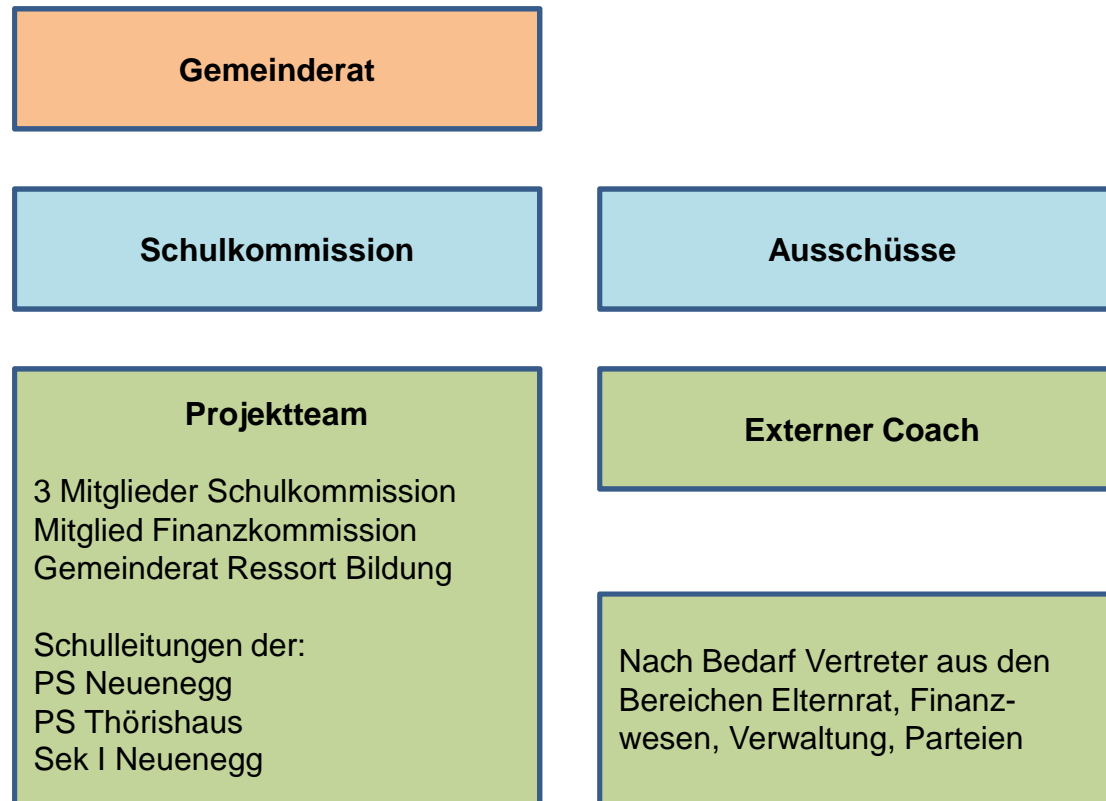 Gemeinderat
Schulkommission
Ausschüsse
Projektteam
3 Mitglieder Schulkommission
Mitglied Finanzkommission
Gemeinderat Ressort Bildung
Schulleitungen der:
PS Neuenegg
PS Thörishaus
Sek I Neuenegg
Externer Coach
Nach Bedarf Vertreter aus den
Bereichen Elternrat, Finanz-
wesen, Verwaltung, Parteien